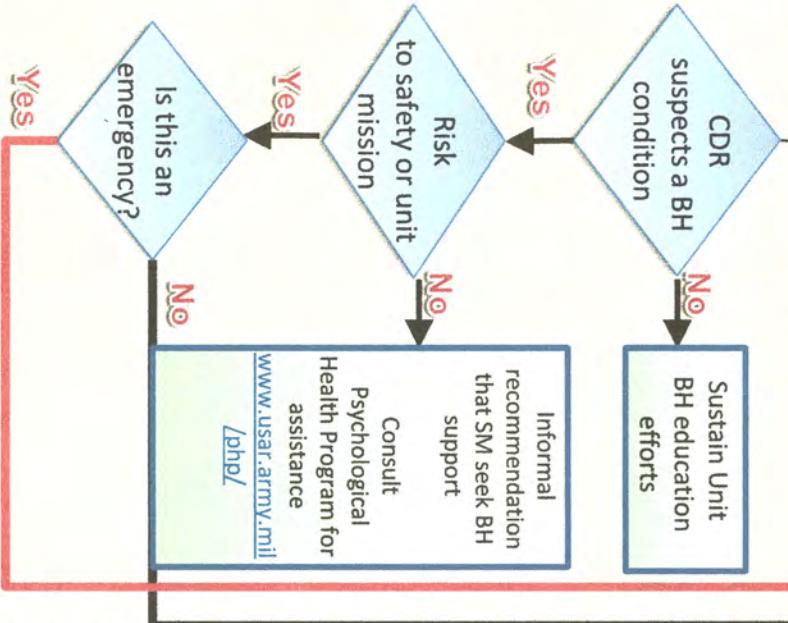 CDR
suspects a BH
condition
No
Sustain Unit
BH education
efforts
Yes
Risk
to safety or unit
mission
No
Informal
recommendation
that SM seek BH
support
Consult
Psychological
Health Program for
assistance
www.usar.army.mil
/php/
Yes
Is this an
emergency?
No
Yes